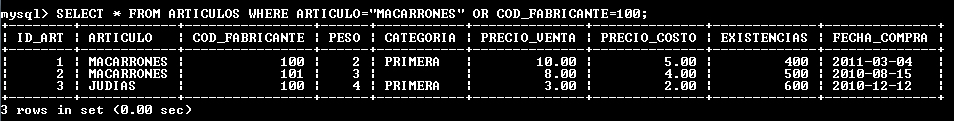 mysql> SELECT * FROM ARTICULOS WHERE ARTICULO="MACARRONES" OR COD_FABRICANTE=100;
+--------+------------+----------------+------+-----------+--------------+--------------+-------------+--------------+
| ID_ART | ARTICULO | COD_FABRICANTE | PESO | CATEGORIA | PRECIO_VENTA | PRECIO_COSTO | EXISTENCIAS | FECHA_COMPRA |
+--------+------------+----------------+------+-----------+--------------+--------------+-------------+--------------+
| 1 | MACARRONES | 100 | 2 | PRIMERA | 10.00 | 5.00 | 400 | 2011-03-04 |
| 2 | MACARRONES | 101 | 3 | | 8.00 | 4.00 | 500 | 2010-08-15 |
| 3 | JUDIAS | 100 | 4 | PRIMERA | 3.00 | 2.00 | 600 | 2010-12-12 |
+--------+------------+----------------+------+-----------+--------------+--------------+-------------+--------------+
3 rows in set (0.00 sec)